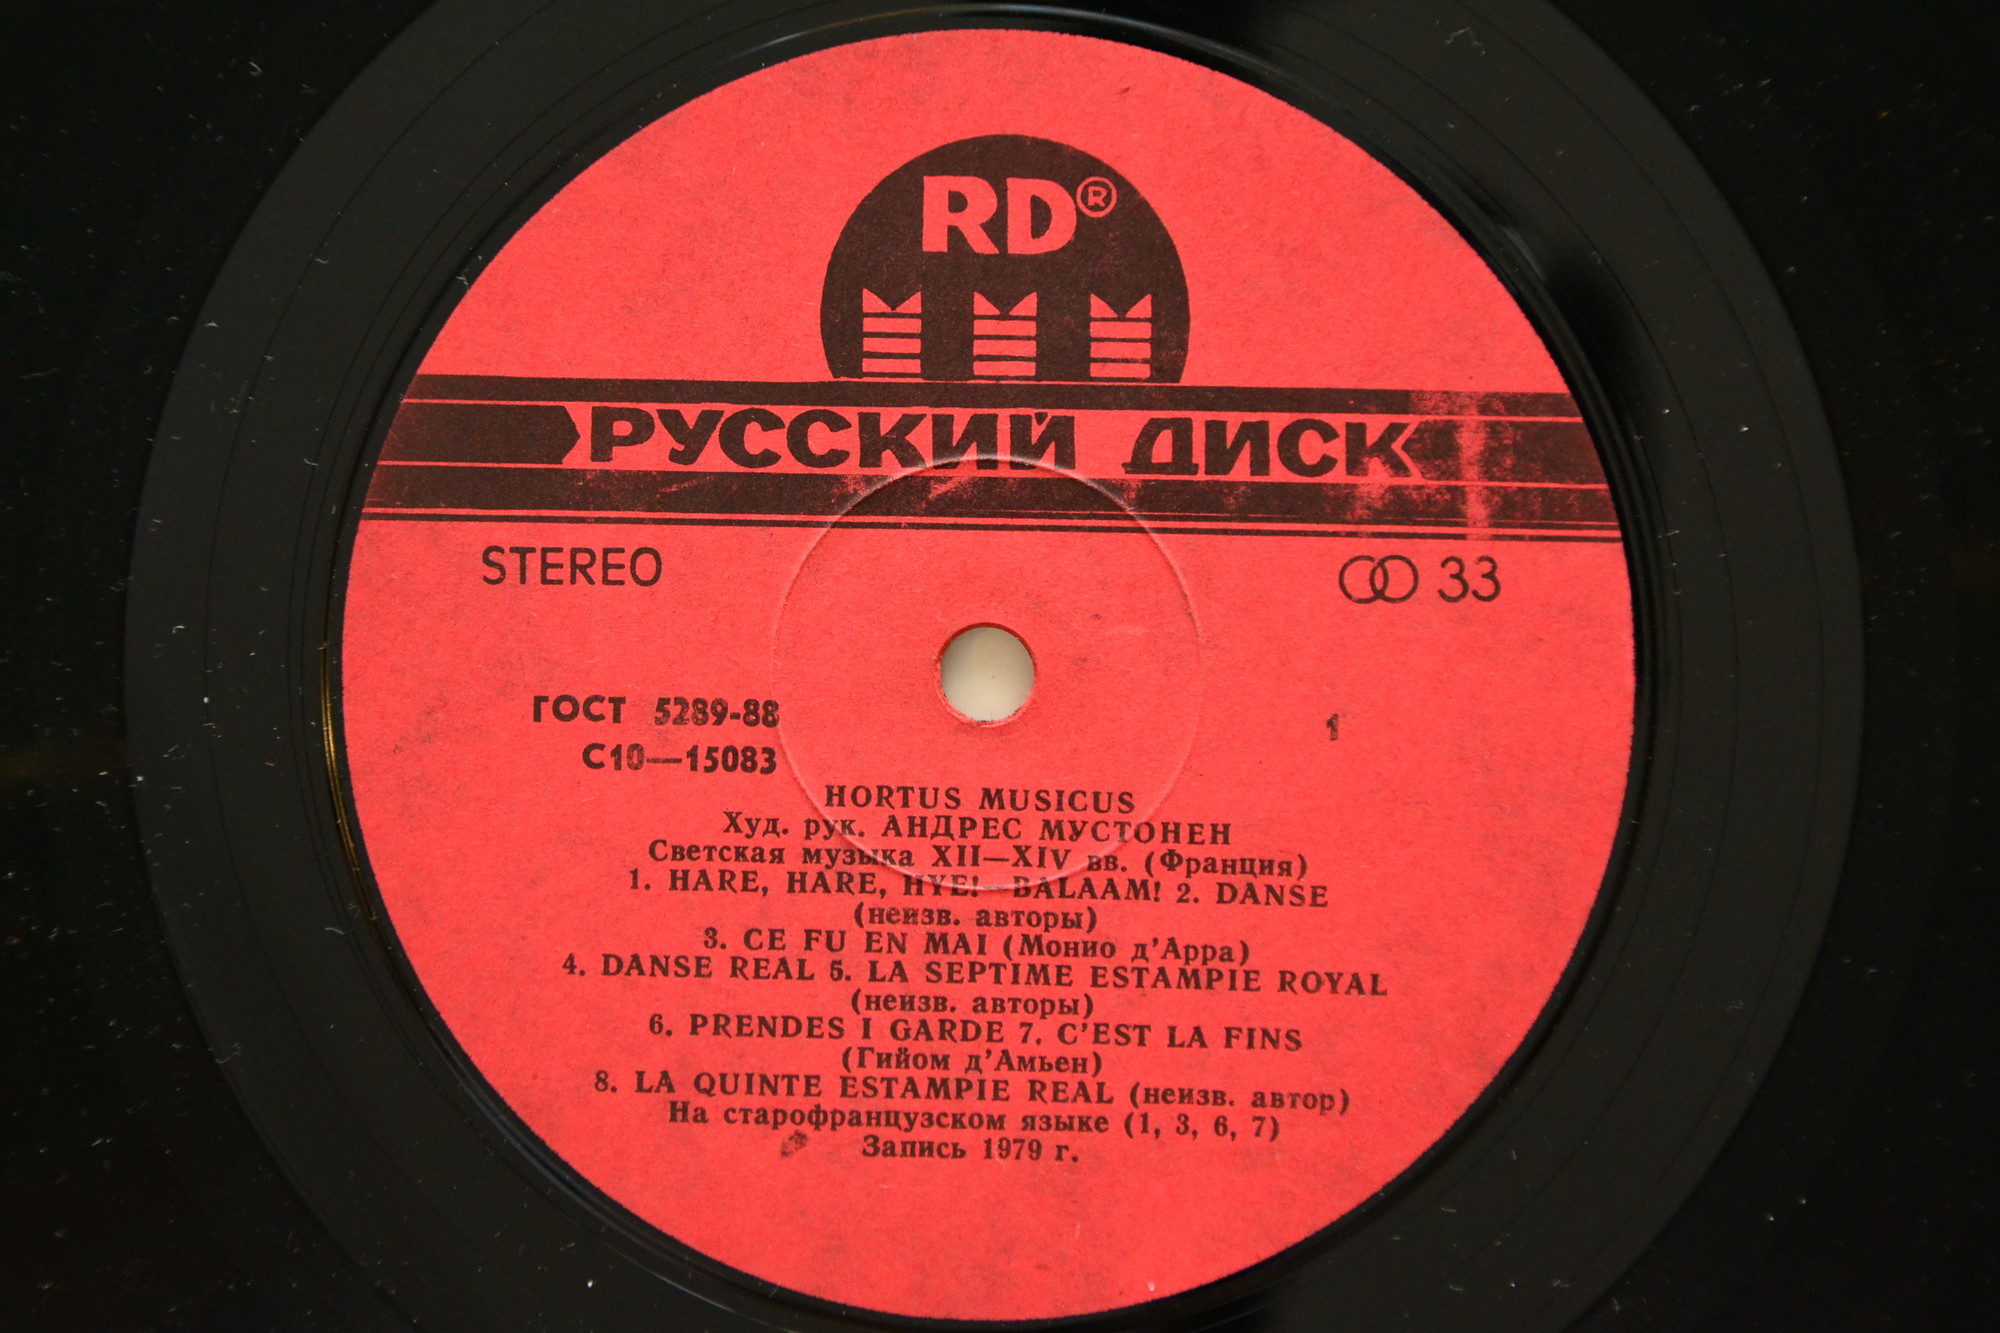 RD®
РУССКИЙ ДИСК
STEREO
33
ГОСТ 5289-88
1
С10—15083
HORTUS MUSICUS
Худ. рук. АНДРЕС МУСТОНЕН
Светская музыка XII—XIV вв. (Франция)
1. HARE, HARE, HYE!—BALAAM! 2. DANSE
(неизв. авторы)
3. CE FU EN MAI (Монио д'Арра)
4. DANSE REAL 5. LA SEPTIME ESTAMPIE ROYAL
(неизв. авторы)
6. PRENDES I GARDE 7. C'EST LA FINS
(Гийом д'Амьен)
8. LA QUINTE ESTAMPIE REAL (неизв. автор)
На старофранцузском языке (1, 3, 6, 7)
Запись 1979 г.